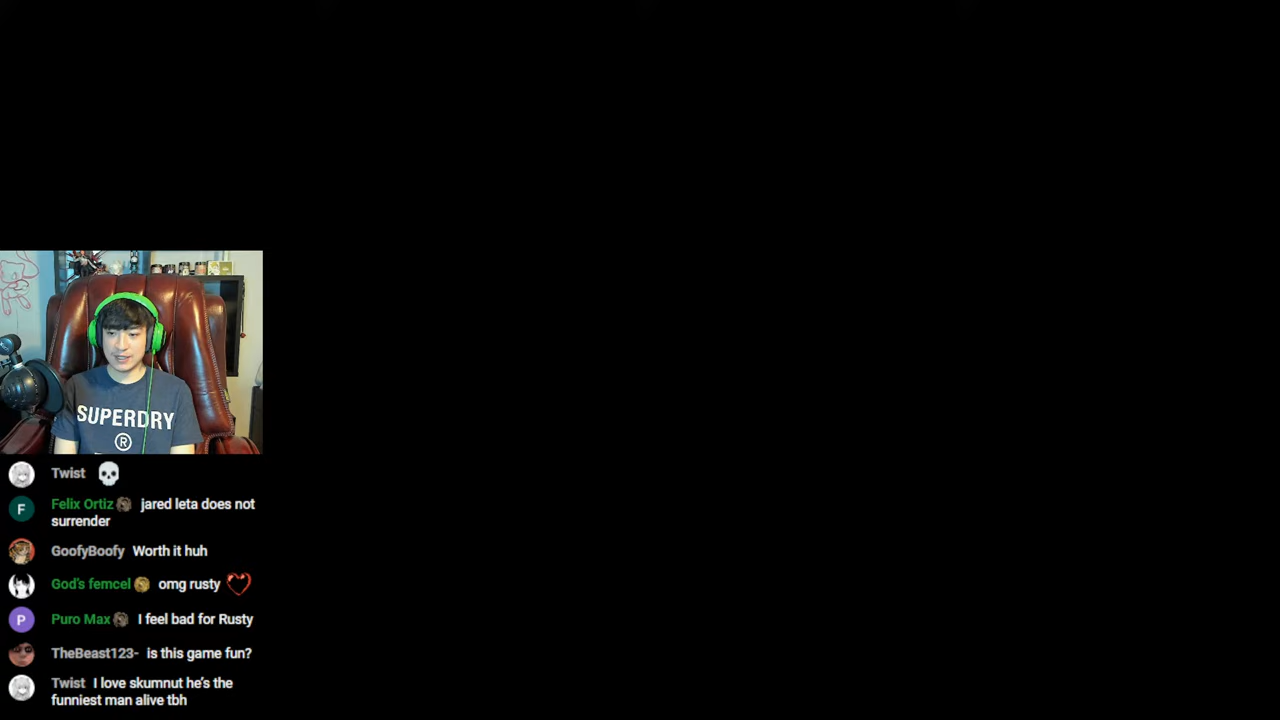 SUPERDRY
®
Twist 💀
Felix Ortiz jared leta does not
surrender
F
GoofyBoofy Worth it huh
God's femcel omg rusty
P
Puro Max I feel bad for Rusty
TheBeast123- is this game fun?
Twist I love skumnut he's the
funniest man alive tbh